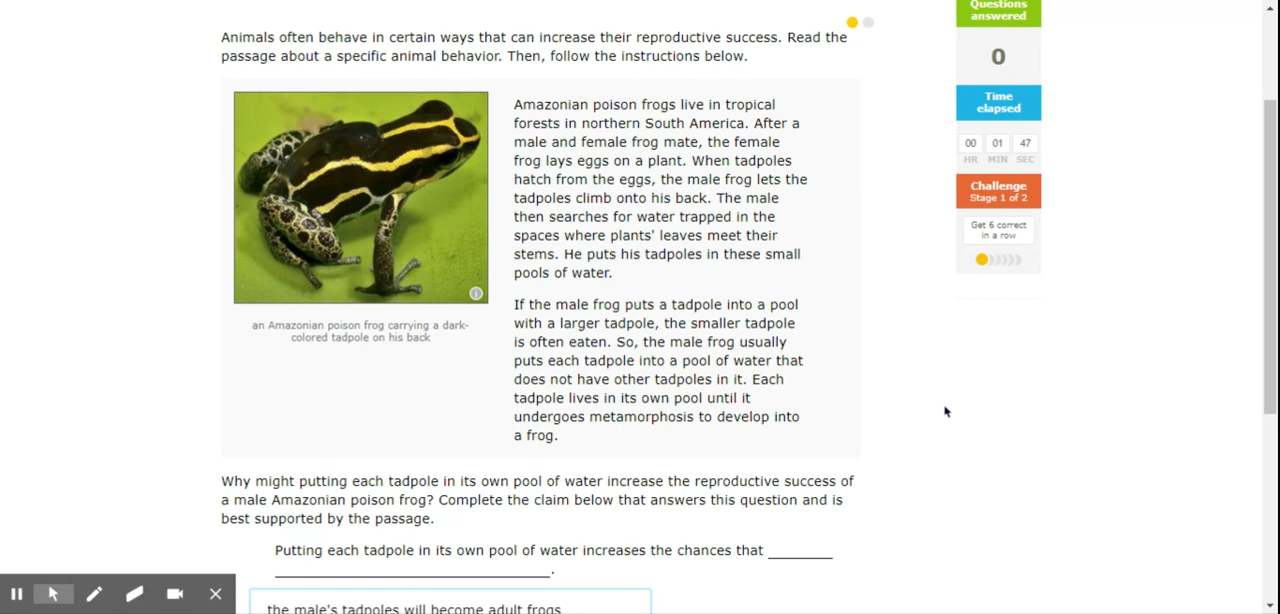 Questions
answered
0
Animals often behave in certain ways that can increase their reproductive success. Read the
passage about a specific animal behavior. Then, follow the instructions below.
Time
elapsed
00 01 47
HR MIN SEC
Challenge
Stage 1 of 2
Get 6 correct
in a row
an Amazonian poison frog carrying a dark-
colored tadpole on his back
Amazonian poison frogs live in tropical
forests in northern South America. After a
male and female frog mate, the female
frog lays eggs on a plant. When tadpoles
hatch from the eggs, the male frog lets the
tadpoles climb onto his back. The male
then searches for water trapped in the
spaces where plants' leaves meet their
stems. He puts his tadpoles in these small
pools of water.
If the male frog puts a tadpole into a pool
with a larger tadpole, the smaller tadpole
is often eaten. So, the male frog usually
puts each tadpole into a pool of water that
does not have other tadpoles in it. Each
tadpole lives in its own pool until it
undergoes metamorphosis to develop into
a frog.
Why might putting each tadpole in its own pool of water increase the reproductive success of
a male Amazonian poison frog? Complete the claim below that answers this question and is
best supported by the passage.
Putting each tadpole in its own pool of water increases the chances that ________
__________________________________.
the male's tadpoles will become adult frogs